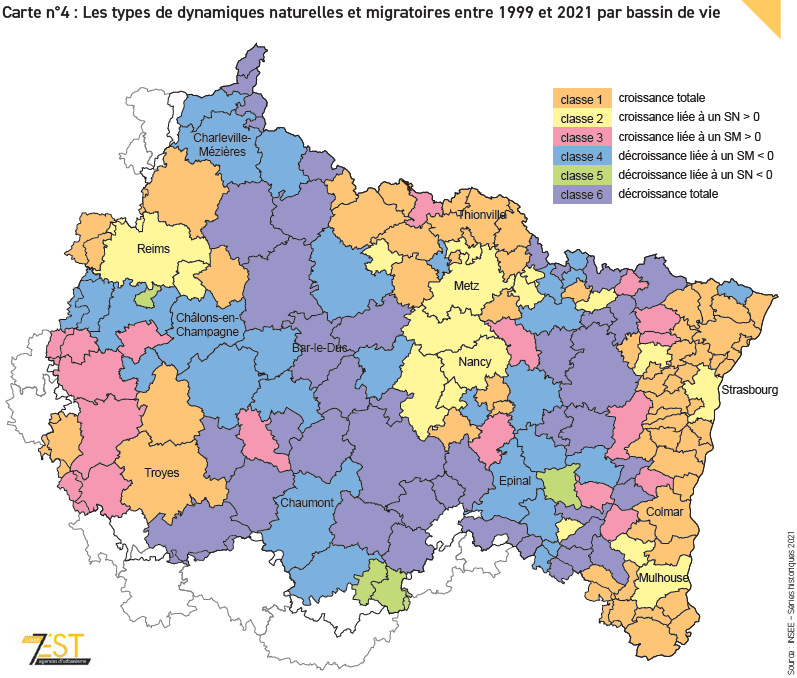 Carte n°4 : Les types de dynamiques naturelles et migratoires entre 1999 et 2021 par bassin de vie
classe 1 croissance totale
classe 2 croissance liée à un SN > 0
classe 3 croissance liée à un SM > 0
classe 4 décroissance liée à un SM < 0
classe 5 décroissance liée à un SN < 0
classe 6 décroissance totale
Charleville-
Mézières
Thionville
Reims
Metz
Châlons-en-
Champagne
Bar-le-Duc
Nancy
Strasbourg
Troyes
Epinal
Chaumont
Colmar
Mulhouse
7EST
agences d'urbanisme
Source : INSEE - Séries historiques 2021